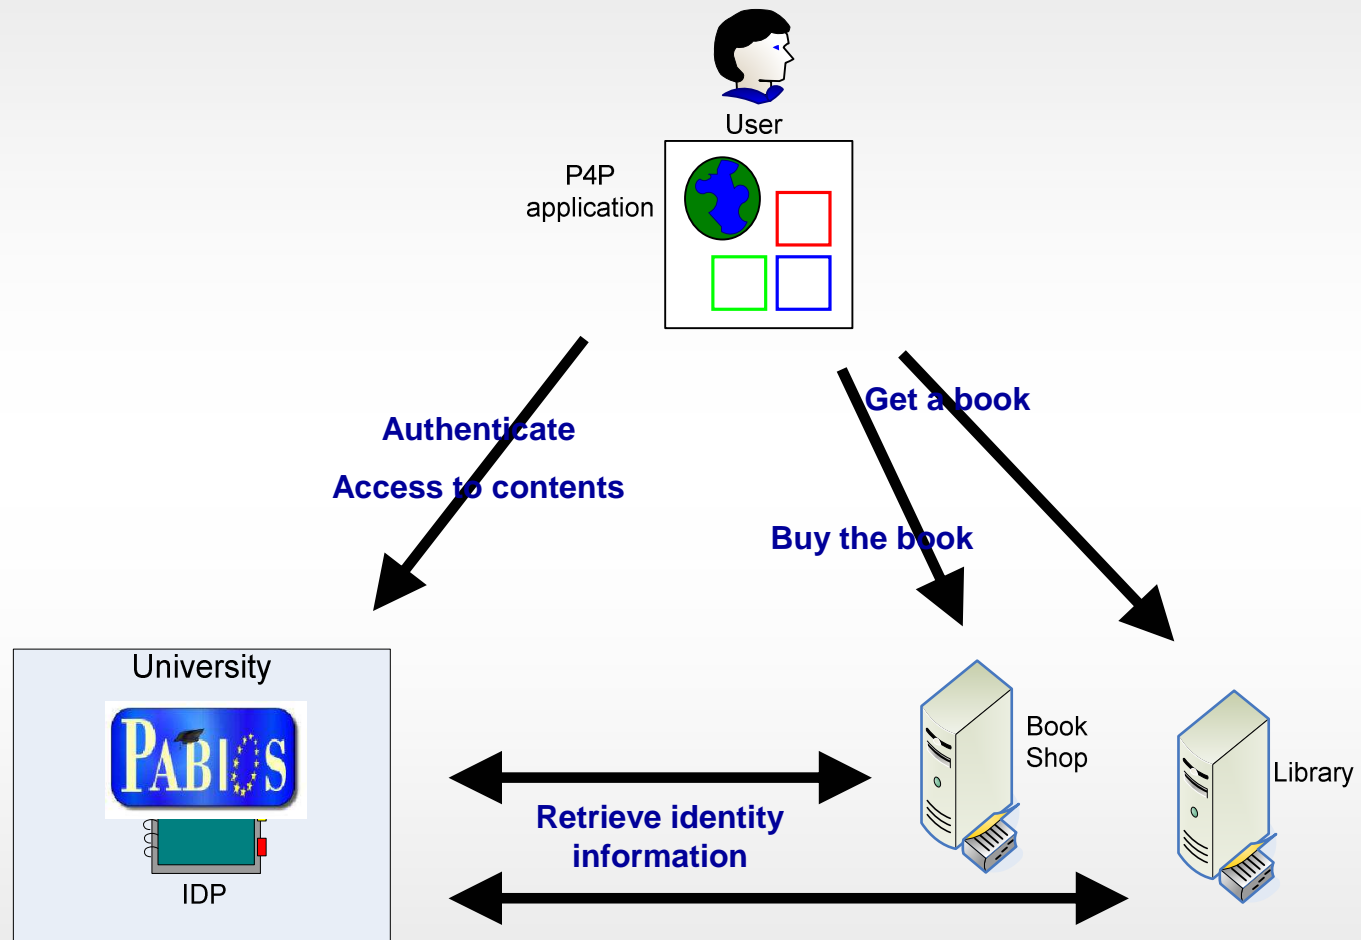 User
P4P
application
Get a book
Authenticate
Access to contents
Buy the book
University
PABIOS
IDP
Book
Shop
Library
Retrieve identity
information